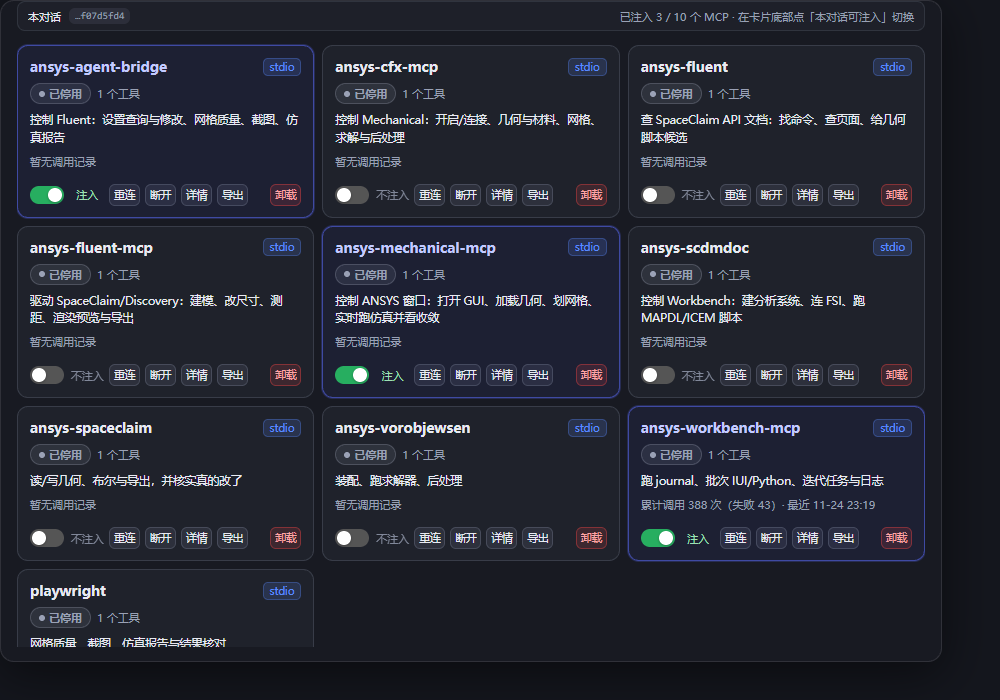 本对话 …f07d5fd4 已注入 3 / 10 个 MCP · 在卡片底部点「本对话可注入」切换
ansys-agent-bridge stdio
已停用 1 个工具
控制 Fluent：设置查询与修改、网格质量、截图、仿
真报告
暂无调用记录
注入 重连 断开 详情 导出 卸载
ansys-cfx-mcp stdio
已停用 1 个工具
控制 Mechanical：开启/连接、几何与材料、网格、
求解与后处理
暂无调用记录
不注入 重连 断开 详情 导出 卸载
ansys-fluent stdio
已停用 1 个工具
查 SpaceClaim API 文档：找命令、查页面、给几何
脚本候选
暂无调用记录
不注入 重连 断开 详情 导出 卸载
ansys-fluent-mcp stdio
已停用 1 个工具
驱动 SpaceClaim/Discovery：建模、改尺寸、测
距、渲染预览与导出
暂无调用记录
不注入 重连 断开 详情 导出 卸载
ansys-mechanical-mcp stdio
已停用 1 个工具
控制 ANSYS 窗口：打开 GUI、加载几何、划网格、
实时跑仿真并看收敛
暂无调用记录
注入 重连 断开 详情 导出 卸载
ansys-scdmdoc stdio
已停用 1 个工具
控制 Workbench：建分析系统、连 FSI、跑
MAPDL/ICEM 脚本
暂无调用记录
不注入 重连 断开 详情 导出 卸载
ansys-spaceclaim stdio
已停用 1 个工具
读/写几何、布尔与导出，并核实真的改了
暂无调用记录
不注入 重连 断开 详情 导出 卸载
ansys-vorobjewsen stdio
已停用 1 个工具
装配、跑求解器、后处理
暂无调用记录
不注入 重连 断开 详情 导出 卸载
ansys-workbench-mcp stdio
已停用 1 个工具
跑 journal、批次 IUI/Python、迭代任务与日志
累计调用 388 次（失败 43）· 最近 11-24 23:19
注入 重连 断开 详情 导出 卸载
playwright stdio
已停用 1 个工具
网格质量、截图、仿真报告与结果核对